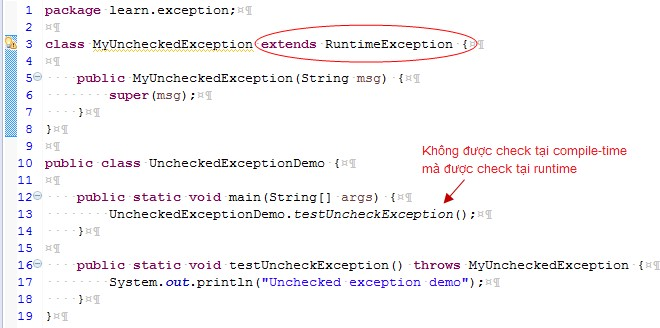 1 package learn.exception;¤¶
2 ¤¶
3 class MyUncheckedException extends RuntimeException {¤¶
4 ¤¶
5 public MyUncheckedException(String msg) {¤¶
6 super(msg);¤¶
7 }¤¶
8 }¤¶
9 ¤¶
10 public class UncheckedExceptionDemo {¤¶
11 ¤¶
Không được check tại compile-time
mà được check tại runtime
12 public static void main(String[] args) {¤¶
13 UncheckedExceptionDemo.testUncheckException();¤¶
14 }¤¶
15 ¤¶
16 public static void testUncheckException() throws MyUncheckedException {¤¶
17 System.out.println("Unchecked exception demo");¤¶
18 }¤¶
19 }¤¶